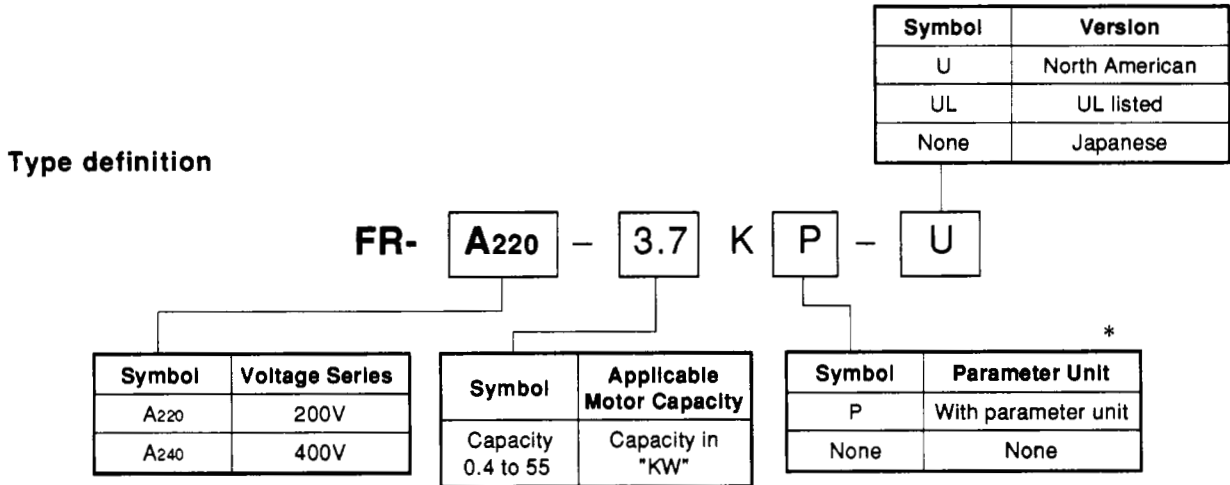 Symbol Version
U North American
UL UL listed
None Japanese
Type definition
FR- A220 – 3.7 K P – U
*
Symbol Voltage Series
A220 200V
A240 400V
Symbol Applicable Motor Capacity
Capacity 0.4 to 55 Capacity in "KW"
Symbol Parameter Unit
P With parameter unit
None None